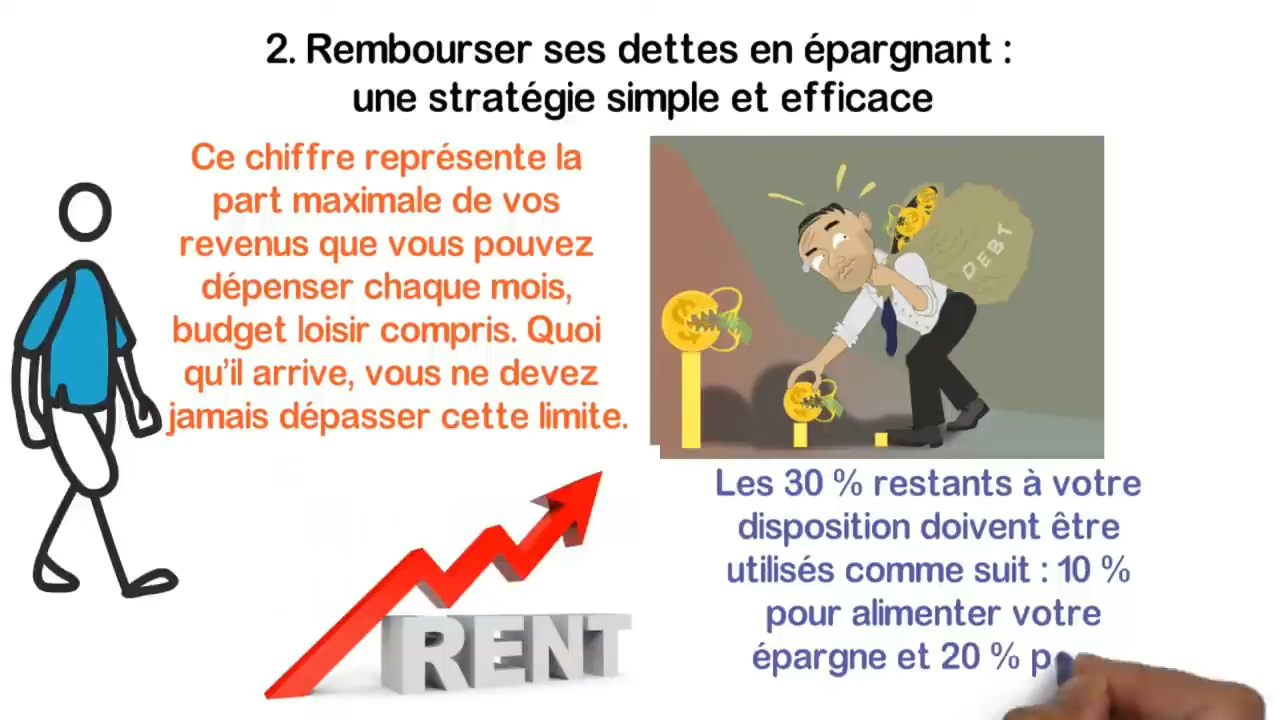 2. Rembourser ses dettes en épargnant :
une stratégie simple et efficace
Ce chiffre représente la
part maximale de vos
revenus que vous pouvez
dépenser chaque mois,
budget loisir compris. Quoi
qu'il arrive, vous ne devez
jamais dépasser cette limite.
DEBT
RENT
Les 30 % restants à votre
disposition doivent être
utilisés comme suit : 10 %
pour alimenter votre
épargne et 20 % p